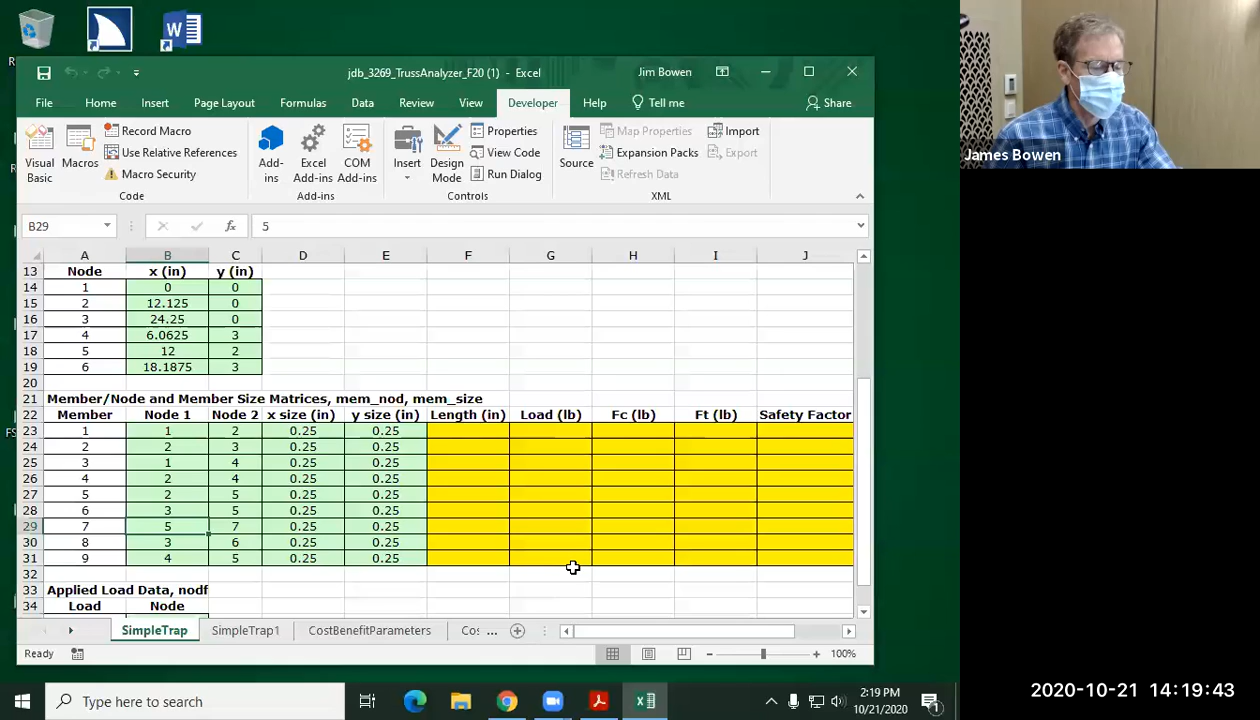 jdb_3269_TrussAnalyzer_F20 (1) - Excel
Jim Bowen
File Home Insert Page Layout Formulas Data Review View Developer Help Tell me Share
Visual Basic
Macros
Record Macro
Use Relative References
Macro Security
Code
Add-ins
Excel Add-ins
COM Add-ins
Add-ins
Insert
Design Mode
Properties
View Code
Run Dialog
Controls
Source
Map Properties
Expansion Packs
Refresh Data
Import
Export
XML
B29 fx 5
A B C D E F G H I J
13 Node x (in) y (in)
14 1 0 0
15 2 12.125 0
16 3 24.25 0
17 4 6.0625 3
18 5 12 2
19 6 18.1875 3
20
21 Member/Node and Member Size Matrices, mem_nod, mem_size
22 Member Node 1 Node 2 x size (in) y size (in) Length (in) Load (lb) Fc (lb) Ft (lb) Safety Factor
23 1 1 2 0.25 0.25
24 2 2 3 0.25 0.25
25 3 1 4 0.25 0.25
26 4 2 4 0.25 0.25
27 5 2 5 0.25 0.25
28 6 3 5 0.25 0.25
29 7 5 7 0.25 0.25
30 8 3 6 0.25 0.25
31 9 4 5 0.25 0.25
32
33 Applied Load Data, nodf
34 Load Node
SimpleTrap SimpleTrap1 CostBenefitParameters Co: ...
Ready 100%
Type here to search
2:19 PM
10/21/2020
1
James Bowen
2020-10-21 14:19:43